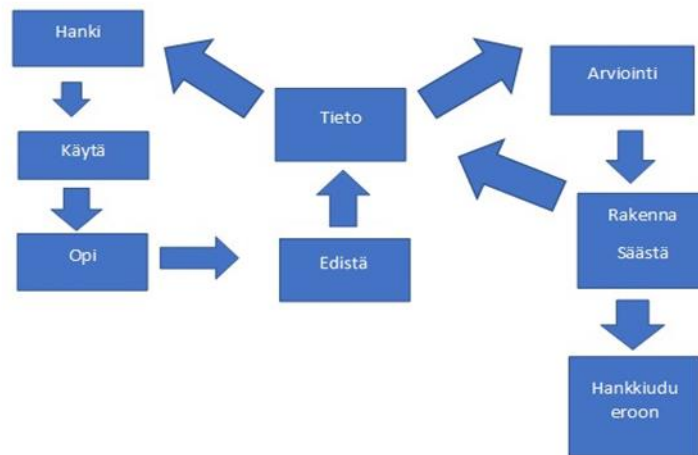 Hanki
Käytä
Opi
Tieto
Edistä
Arviointi
Rakenna
Säästä
Hankkiudu
eroon